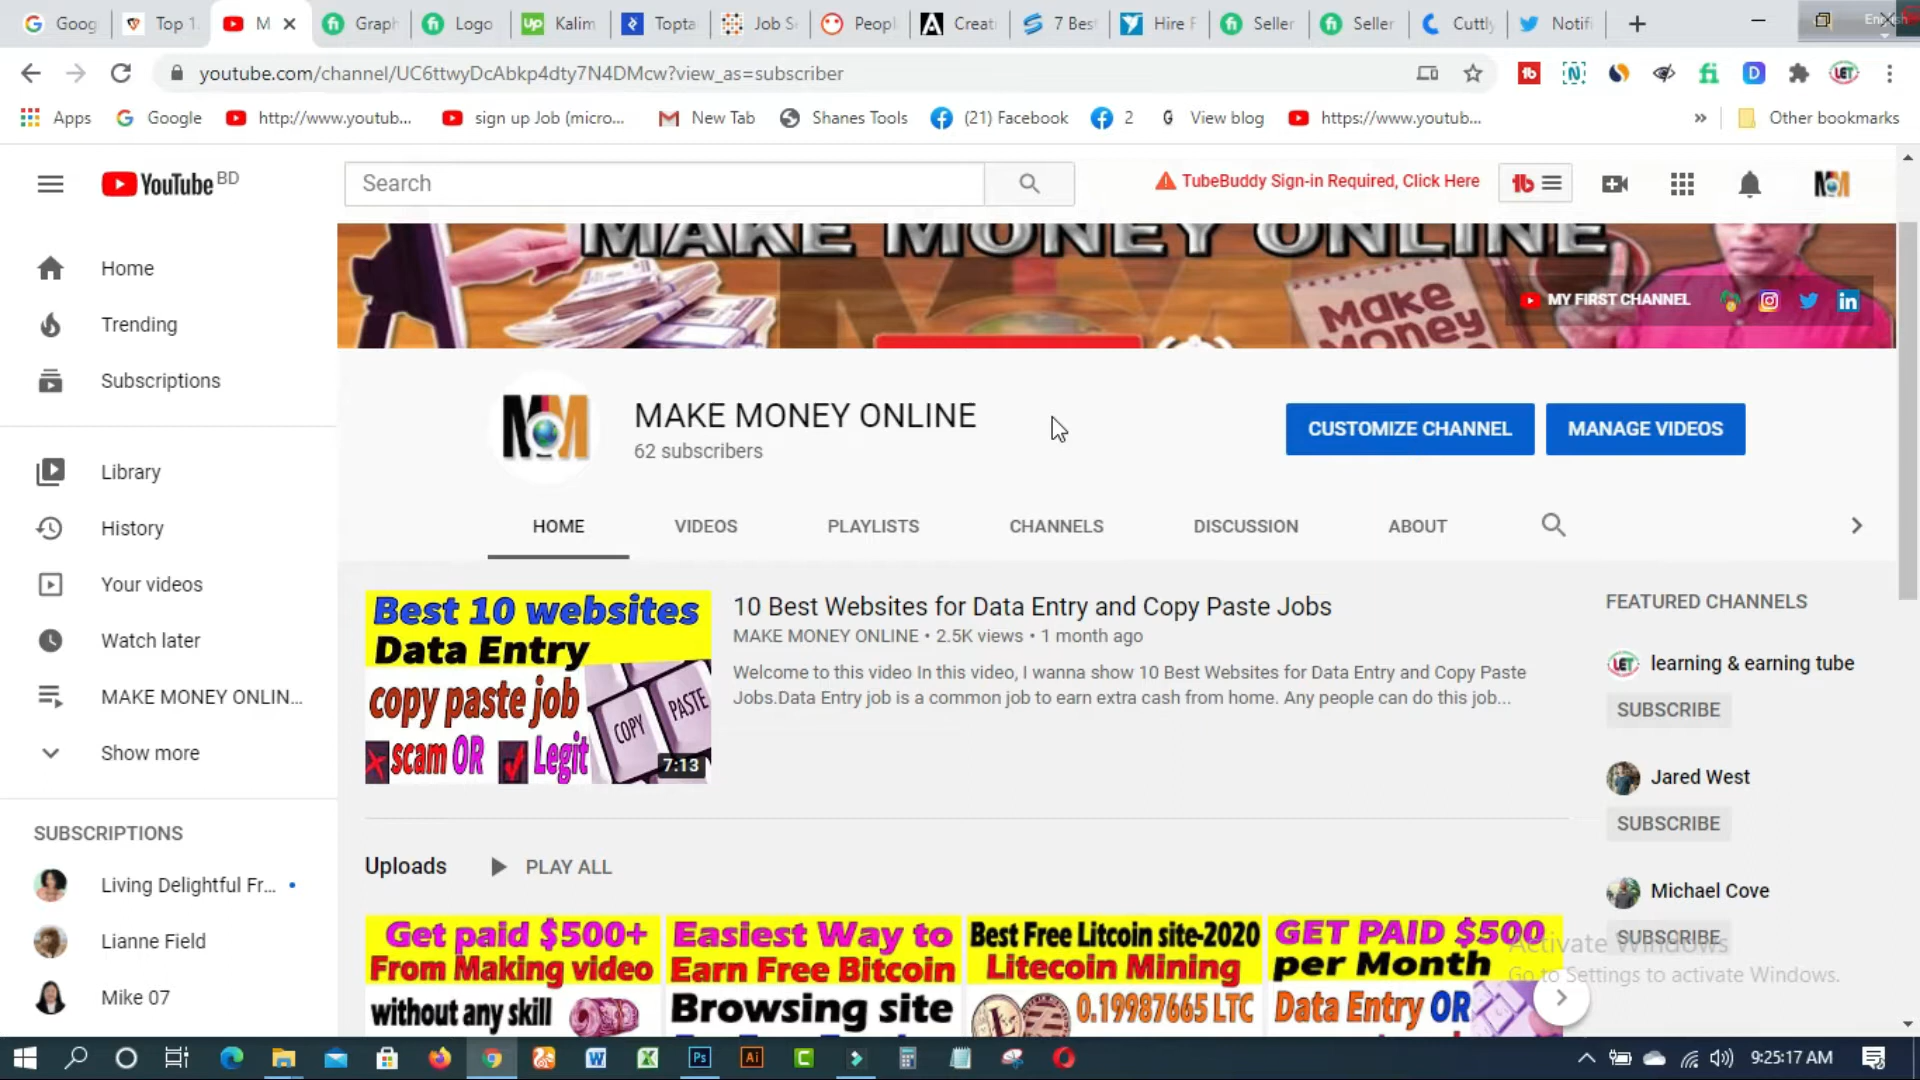 Goog
Top 1
M
Graph
Logo
Kalim
Topta
Job S
Peopl
Creati
7 Best
Hire F
Seller
Seller
Cuttly
Notifi
youtube.com/channel/UC6ttwyDcAbkp4dty7N4DMcw?view_as=subscriber
Apps
Google
http://www.youtub...
sign up Job (micro...
New Tab
Shanes Tools
(21) Facebook
2
View blog
https://www.youtub...
Other bookmarks
YouTube BD
Search
TubeBuddy Sign-in Required, Click Here
MAKE MONEY ONLINE
Make
Money
MY FIRST CHANNEL
Home
Trending
Subscriptions
Library
History
Your videos
Watch later
MAKE MONEY ONLIN...
Show more
SUBSCRIPTIONS
Living Delightful Fr...
Lianne Field
Mike 07
MAKE MONEY ONLINE
62 subscribers
CUSTOMIZE CHANNEL
MANAGE VIDEOS
HOME
VIDEOS
PLAYLISTS
CHANNELS
DISCUSSION
ABOUT
Best 10 websites
Data Entry
copy paste job
scam OR Legit
COPY
PASTE
7:13
10 Best Websites for Data Entry and Copy Paste Jobs
MAKE MONEY ONLINE • 2.5K views • 1 month ago
Welcome to this video In this video, I wanna show 10 Best Websites for Data Entry and Copy Paste
Jobs.Data Entry job is a common job to earn extra cash from home. Any people can do this job...
FEATURED CHANNELS
learning & earning tube
SUBSCRIBE
Jared West
SUBSCRIBE
Michael Cove
SUBSCRIBE
Uploads
PLAY ALL
Get paid $500+
From Making video
without any skill
Easiest Way to
Earn Free Bitcoin
Browsing site
Best Free Litcoin site-2020
Litecoin Mining
0.19987665 LTC
GET PAID $500
per Month
Data Entry OR
Activate Windows
Go to Settings to activate Windows.
9:25:17 AM